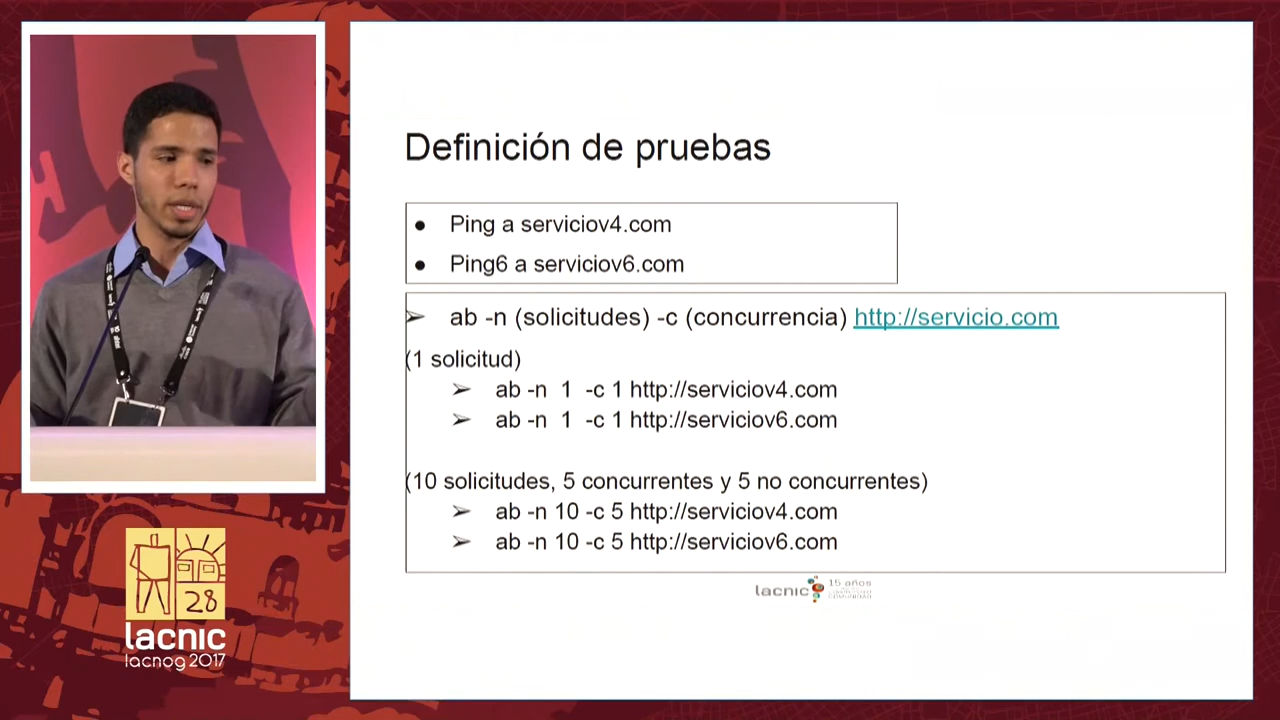 Definición de pruebas
● Ping a serviciov4.com
● Ping6 a serviciov6.com
➢ ab -n (solicitudes) -c (concurrencia) http://servicio.com
(1 solicitud)
➢ ab -n 1 -c 1 http://serviciov4.com
➢ ab -n 1 -c 1 http://serviciov6.com
(10 solicitudes, 5 concurrentes y 5 no concurrentes)
➢ ab -n 10 -c 5 http://serviciov4.com
➢ ab -n 10 -c 5 http://serviciov6.com
lacnic 15 años
28
lacnic
lacnog 2017